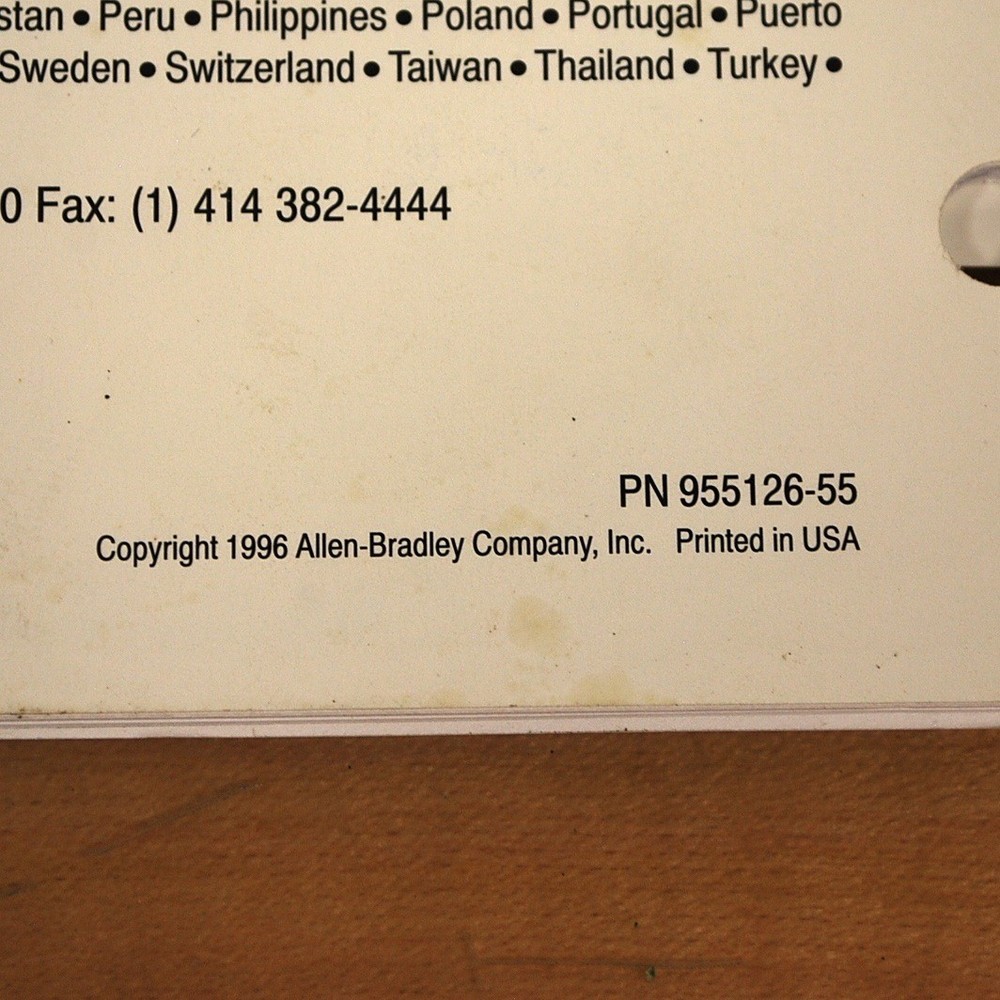 stan • Peru • Philippines • Poland • Portugal • Puerto
Sweden • Switzerland • Taiwan • Thailand • Turkey •
0 Fax: (1) 414 382-4444
PN 955126-55
Copyright 1996 Allen-Bradley Company, Inc. Printed in USA